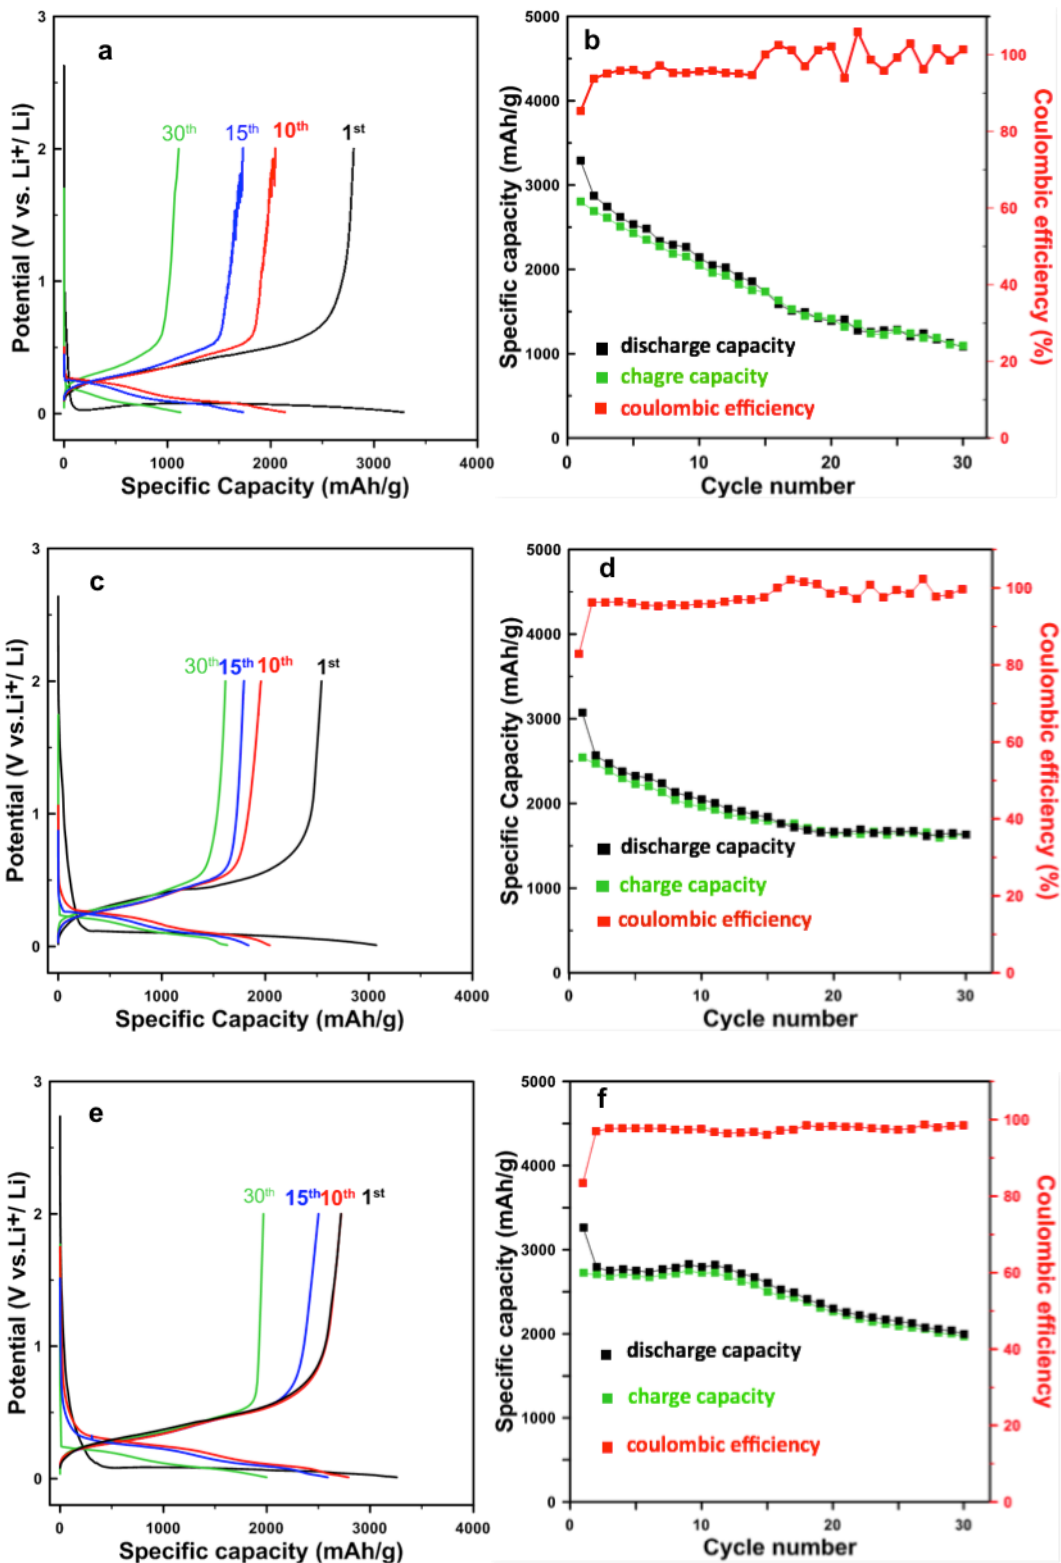 a
3
2
1
0
Potential (V vs. Li⁺/ Li)
30ᵗʰ
15ᵗʰ
10ᵗʰ
1ˢᵗ
0 1000 2000 3000 4000
Specific Capacity (mAh/g)
b
5000
4000
3000
2000
1000
0
Specific capacity (mAh/g)
100
80
60
40
20
0
Coulombic efficiency (%)
discharge capacity
chagre capacity
coulombic efficiency
0 10 20 30
Cycle number
c
3
2
1
0
Potential (V vs.Li⁺/ Li)
30ᵗʰ
15ᵗʰ
10ᵗʰ
1ˢᵗ
0 1000 2000 3000 4000
Specific Capacity (mAh/g)
d
5000
4000
3000
2000
1000
0
Specific Capacity (mAh/g)
100
80
60
40
20
0
Coulombic efficiency (%)
discharge capacity
charge capacity
coulombic efficiency
0 10 20 30
Cycle number
e
3
2
1
0
Potential (V vs.Li⁺/ Li)
30ᵗʰ
15ᵗʰ
10ᵗʰ
1ˢᵗ
0 1000 2000 3000 4000
Specific capacity (mAh/g)
f
5000
4000
3000
2000
1000
0
Specific capacity (mAh/g)
100
80
60
40
20
0
Coulombic efficiency
discharge capacity
charge capacity
coulombic efficiency
0 10 20 30
Cycle number